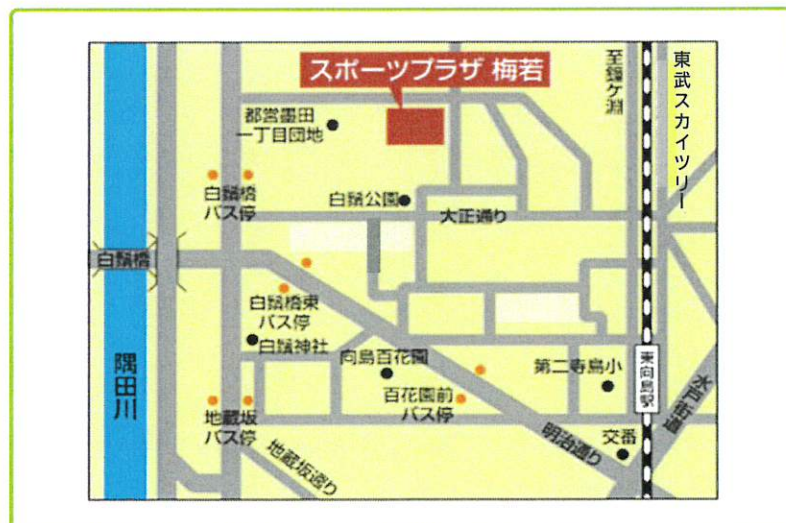 スポーツプラザ 梅若
至鐘ヶ淵
東武スカイツリー
都営墨田
一丁目団地
白鬚橋
バス停
白鬚公園
大正通り
白鬚橋
白鬚橋東
バス停
白鬚神社
向島百花園
第二寺島小
東向島駅
水戸街道
隅田川
百花園前
バス停
地蔵坂
バス停
明治通り
交番
地蔵坂通り